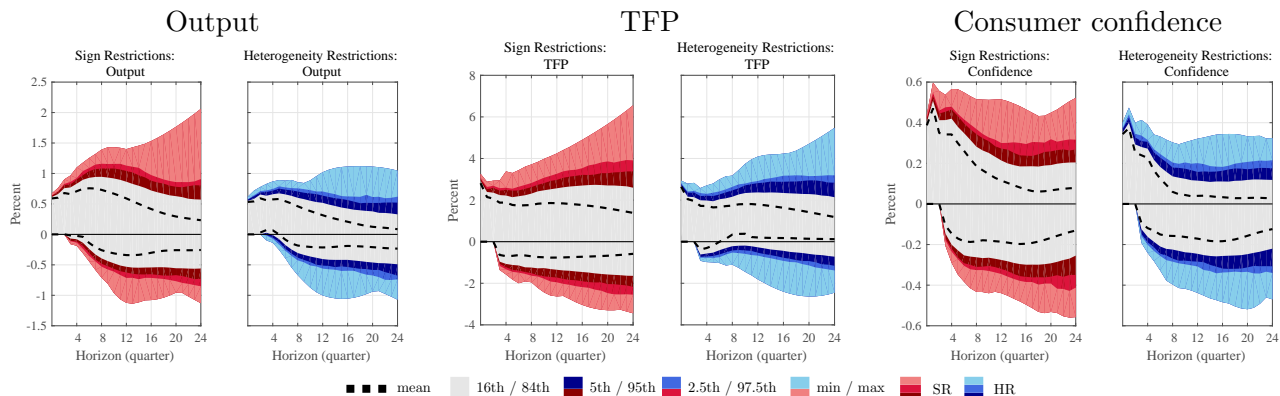 Output
TFP
Consumer confidence
Sign Restrictions:
Output
Heterogeneity Restrictions:
Output
Sign Restrictions:
TFP
Heterogeneity Restrictions:
TFP
Sign Restrictions:
Confidence
Heterogeneity Restrictions:
Confidence
Percent
2.5
2
1.5
1
0.5
0
-0.5
-1
-1.5
4 8 12 16 20 24
Horizon (quarter)
4 8 12 16 20 24
Horizon (quarter)
Percent
8
6
4
2
0
-2
-4
4 8 12 16 20 24
Horizon (quarter)
4 8 12 16 20 24
Horizon (quarter)
Percent
0.6
0.4
0.2
0
-0.2
-0.4
-0.6
4 8 12 16 20 24
Horizon (quarter)
4 8 12 16 20 24
Horizon (quarter)
mean 16th / 84th 5th / 95th 2.5th / 97.5th min / max SR HR